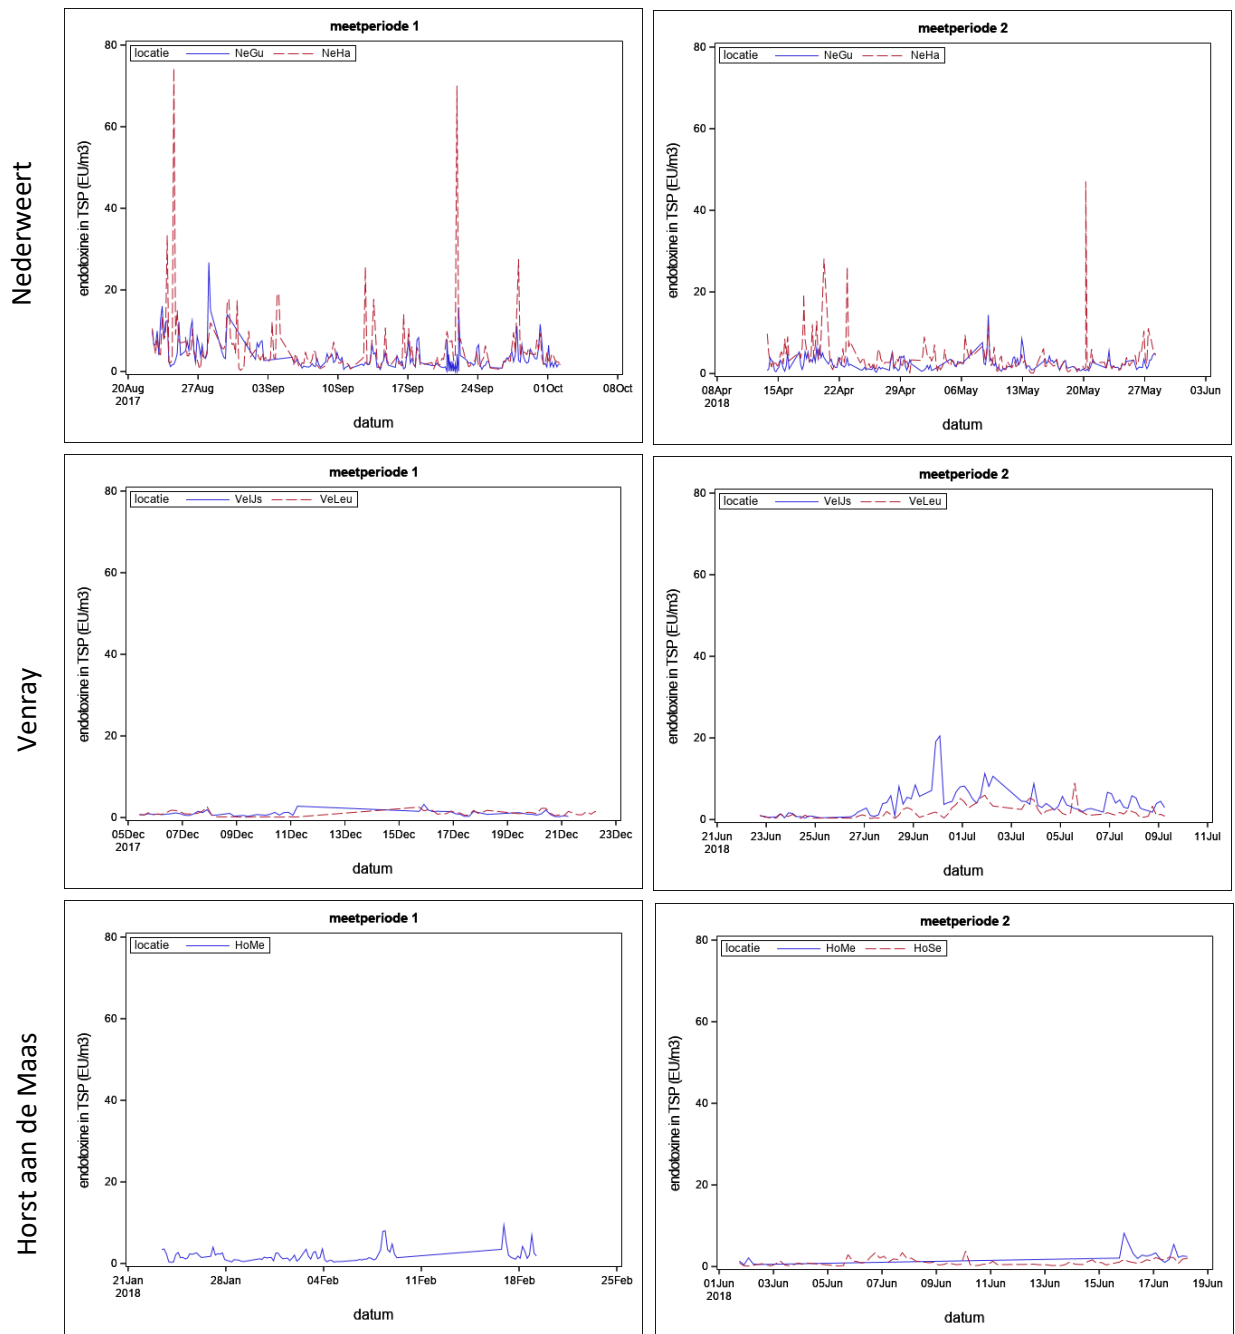 Nederweert
meetperiode 1
locatie NeGu NeHa
endotoxine in TSP (EU/m3)
80
60
40
20
0
20Aug 27Aug 03Sep 10Sep 17Sep 24Sep 01Oct 08Oct
2017
datum
meetperiode 2
locatie NeGu NeHa
endotoxine in TSP (EU/m3)
80
60
40
20
0
08Apr 15Apr 22Apr 29Apr 06May 13May 20May 27May 03Jun
2018
datum
Venray
meetperiode 1
locatie VeIJs VeLeu
endotoxine in TSP (EU/m3)
80
60
40
20
0
05Dec 07Dec 09Dec 11Dec 13Dec 15Dec 17Dec 19Dec 21Dec 23Dec
2017
datum
meetperiode 2
locatie VeIJs VeLeu
endotoxine in TSP (EU/m3)
80
60
40
20
0
21Jun 23Jun 25Jun 27Jun 29Jun 01Jul 03Jul 05Jul 07Jul 09Jul 11Jul
2018
datum
Horst aan de Maas
meetperiode 1
locatie HoMe
endotoxine in TSP (EU/m3)
80
60
40
20
0
21Jan 28Jan 04Feb 11Feb 18Feb 25Feb
2018
datum
meetperiode 2
locatie HoMe HoSe
endotoxine in TSP (EU/m3)
80
60
40
20
0
01Jun 03Jun 05Jun 07Jun 09Jun 11Jun 13Jun 15Jun 17Jun 19Jun
2018
datum